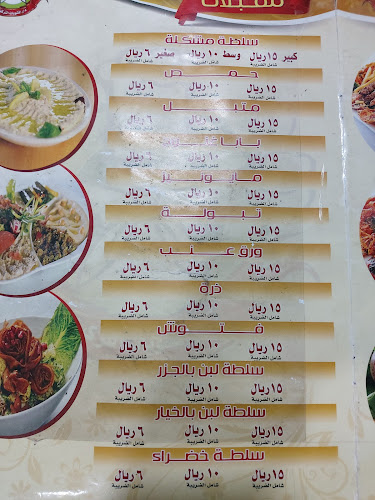 مقبلات
سلطة مشكلة
كبير ١٥ ريال وسط ١٠ ريال صغير ٦ ريال
شامل الضريبة شامل الضريبة شامل الضريبة
حمص
١٥ ريال ١٠ ريال ٦ ريال
شامل الضريبة شامل الضريبة شامل الضريبة
متبل
١٥ ريال ١٠ ريال ٦ ريال
شامل الضريبة شامل الضريبة شامل الضريبة
بابا غنوج
١٥ ريال ١٠ ريال ٦ ريال
شامل الضريبة شامل الضريبة شامل الضريبة
مايونيز
١٥ ريال ١٠ ريال ٦ ريال
شامل الضريبة شامل الضريبة شامل الضريبة
تبولة
١٥ ريال ١٠ ريال ٦ ريال
شامل الضريبة شامل الضريبة شامل الضريبة
ورق عنب
١٥ ريال ١٠ ريال ٦ ريال
شامل الضريبة شامل الضريبة شامل الضريبة
ذرة
١٥ ريال ١٠ ريال ٦ ريال
شامل الضريبة شامل الضريبة شامل الضريبة
فتوش
١٥ ريال ١٠ ريال ٦ ريال
شامل الضريبة شامل الضريبة شامل الضريبة
سلطة لبن بالجزر
١٥ ريال ١٠ ريال ٦ ريال
شامل الضريبة شامل الضريبة شامل الضريبة
سلطة لبن بالخيار
١٥ ريال ١٠ ريال ٦ ريال
شامل الضريبة شامل الضريبة شامل الضريبة
سلطة خضراء
١٥ ريال ١٠ ريال ٦ ريال
شامل الضريبة شامل الضريبة شامل الضريبة